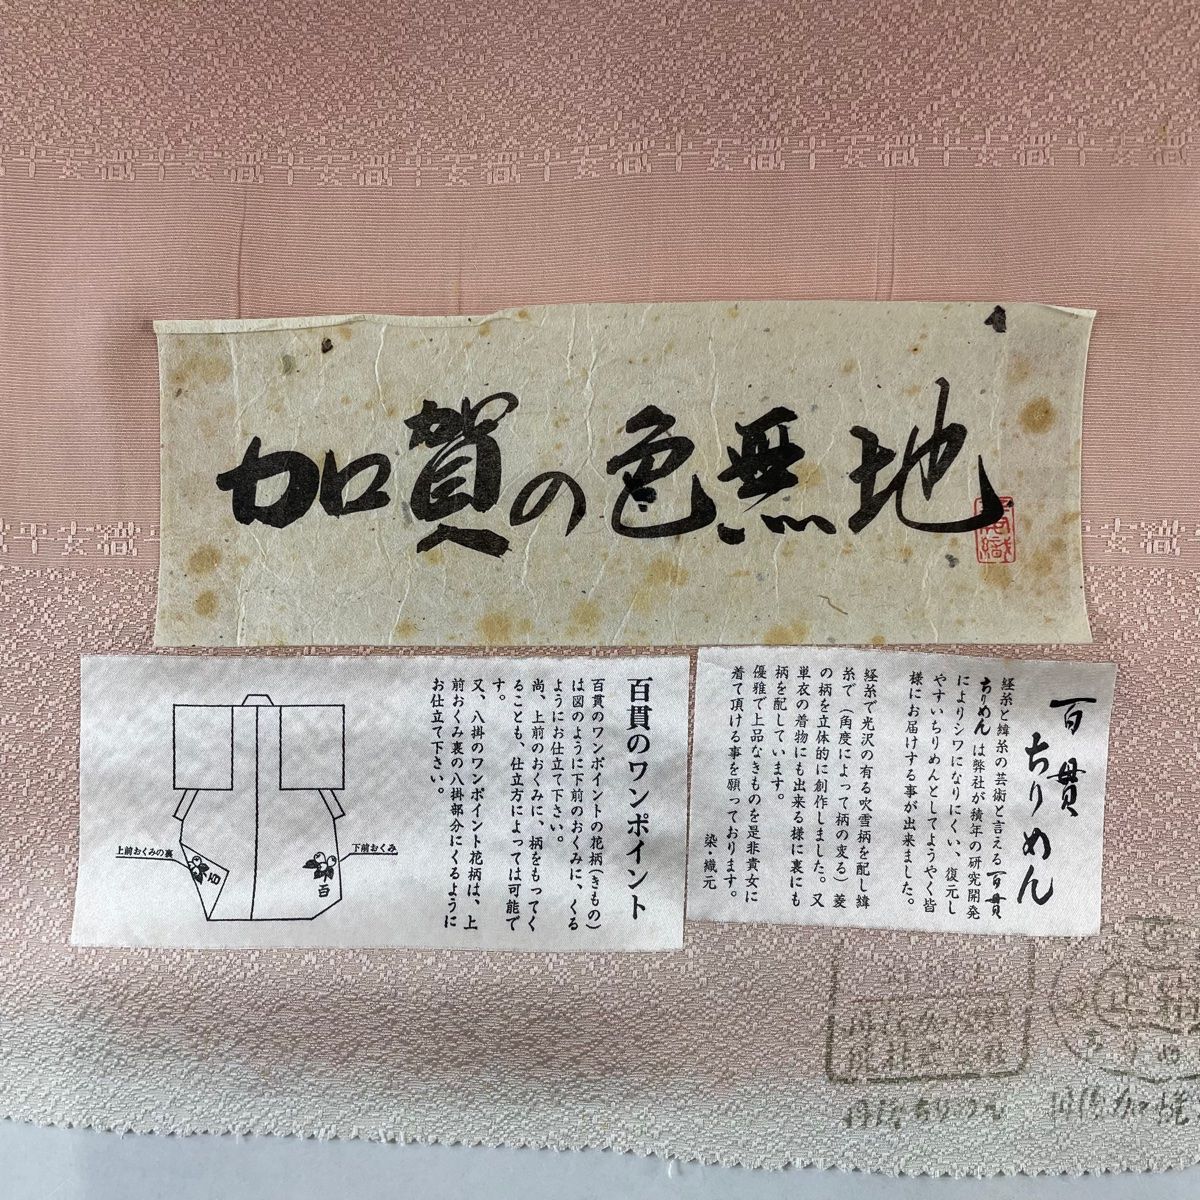 加賀の色無地
百貫ちりめん
経糸と緯糸の芸術と言える百貫
ちりめんは弊社が積年の研究開発
によりシワになりにくい、復元し
やすいちりめんとしてようやく皆
様にお届けする事が出来ました。
経糸で光沢の有る吹雪柄を配し緯
糸で(角度によって柄の変る)菱
の柄を立体的に創作しました。又
単衣の着物にも出来る様に裏にも
柄を配しています。
優雅で上品なきものを是非貴女に
着て頂ける事を願っております。
染・織元
百貫のワンポイント
百貫のワンポイントの花柄(きもの)
は図のように下前のおくみに、くる
ようにお仕立て下さい。
尚、上前のおくみに、柄をもってく
ることも、仕立方によっては可能で
す。
又、八掛のワンポイント花柄は、上
前おくみ裏の八掛部分にくるように
お仕立て下さい。
上前おくみの裏
下前おくみ
百
百
株式会社
丹後ちりめん